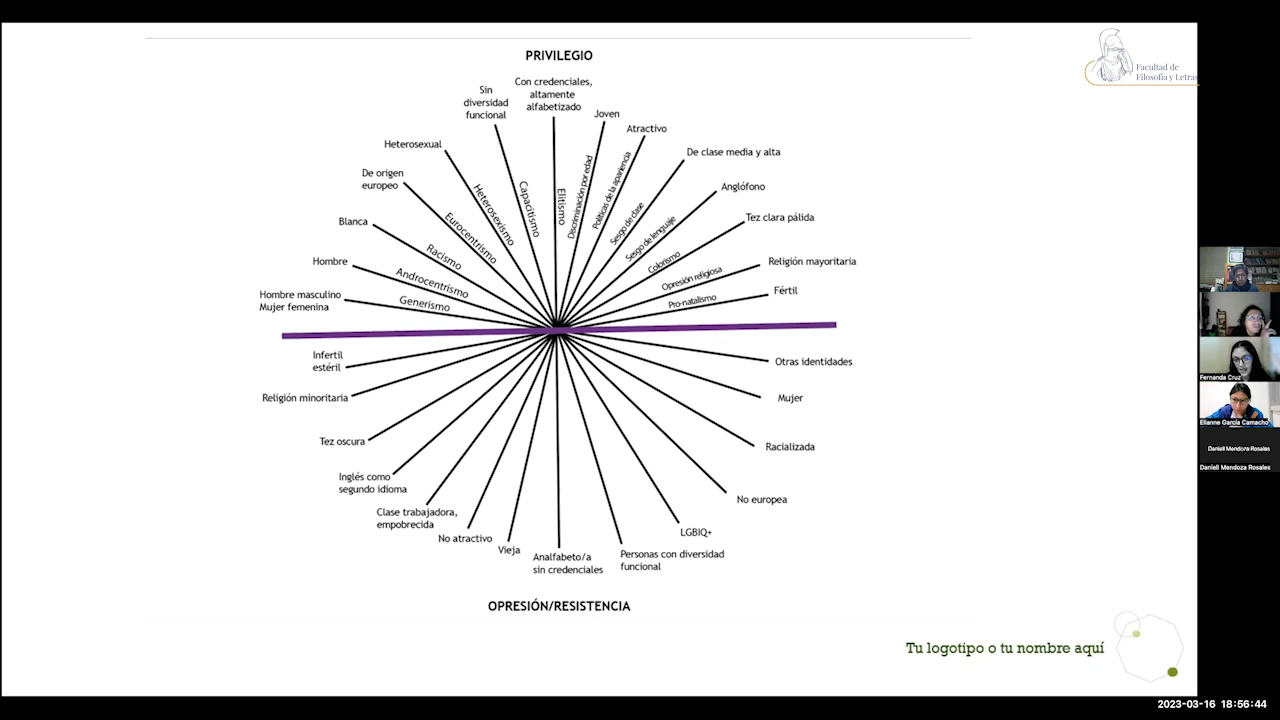 PRIVILEGIO
Facultad de
Filosofía y Letras
Con credenciales,
altamente
alfabetizado
Sin
diversidad
funcional
Joven
Atractivo
Heterosexual
De clase media y alta
De origen
europeo
Anglófono
Blanca
Tez clara pálida
Hombre
Religión mayoritaria
Hombre masculino
Mujer femenina
Fértil
Generismo
Androcentrismo
Racismo
Eurocentrismo
Heterosexismo
Capacitismo
Elitismo
Discriminación por edad
Políticas de la apariencia
Sesgo de clase
Sesgo de lenguaje
Colorismo
Opresión religiosa
Pro-natalismo
Infertil
estéril
Otras identidades
Religión minoritaria
Mujer
Tez oscura
Racializada
Inglés como
segundo idioma
No europea
Clase trabajadora,
empobrecida
No atractivo
LGBIQ+
Vieja
Analfabeto/a
sin credenciales
Personas con diversidad
funcional
OPRESIÓN/RESISTENCIA
Tu logotipo o tu nombre aquí
Fernanda Cruz
Elianne García Camacho
Daniell Mendoza Rosales
Daniell Mendoza Rosales
2023-03-16 18:56:44